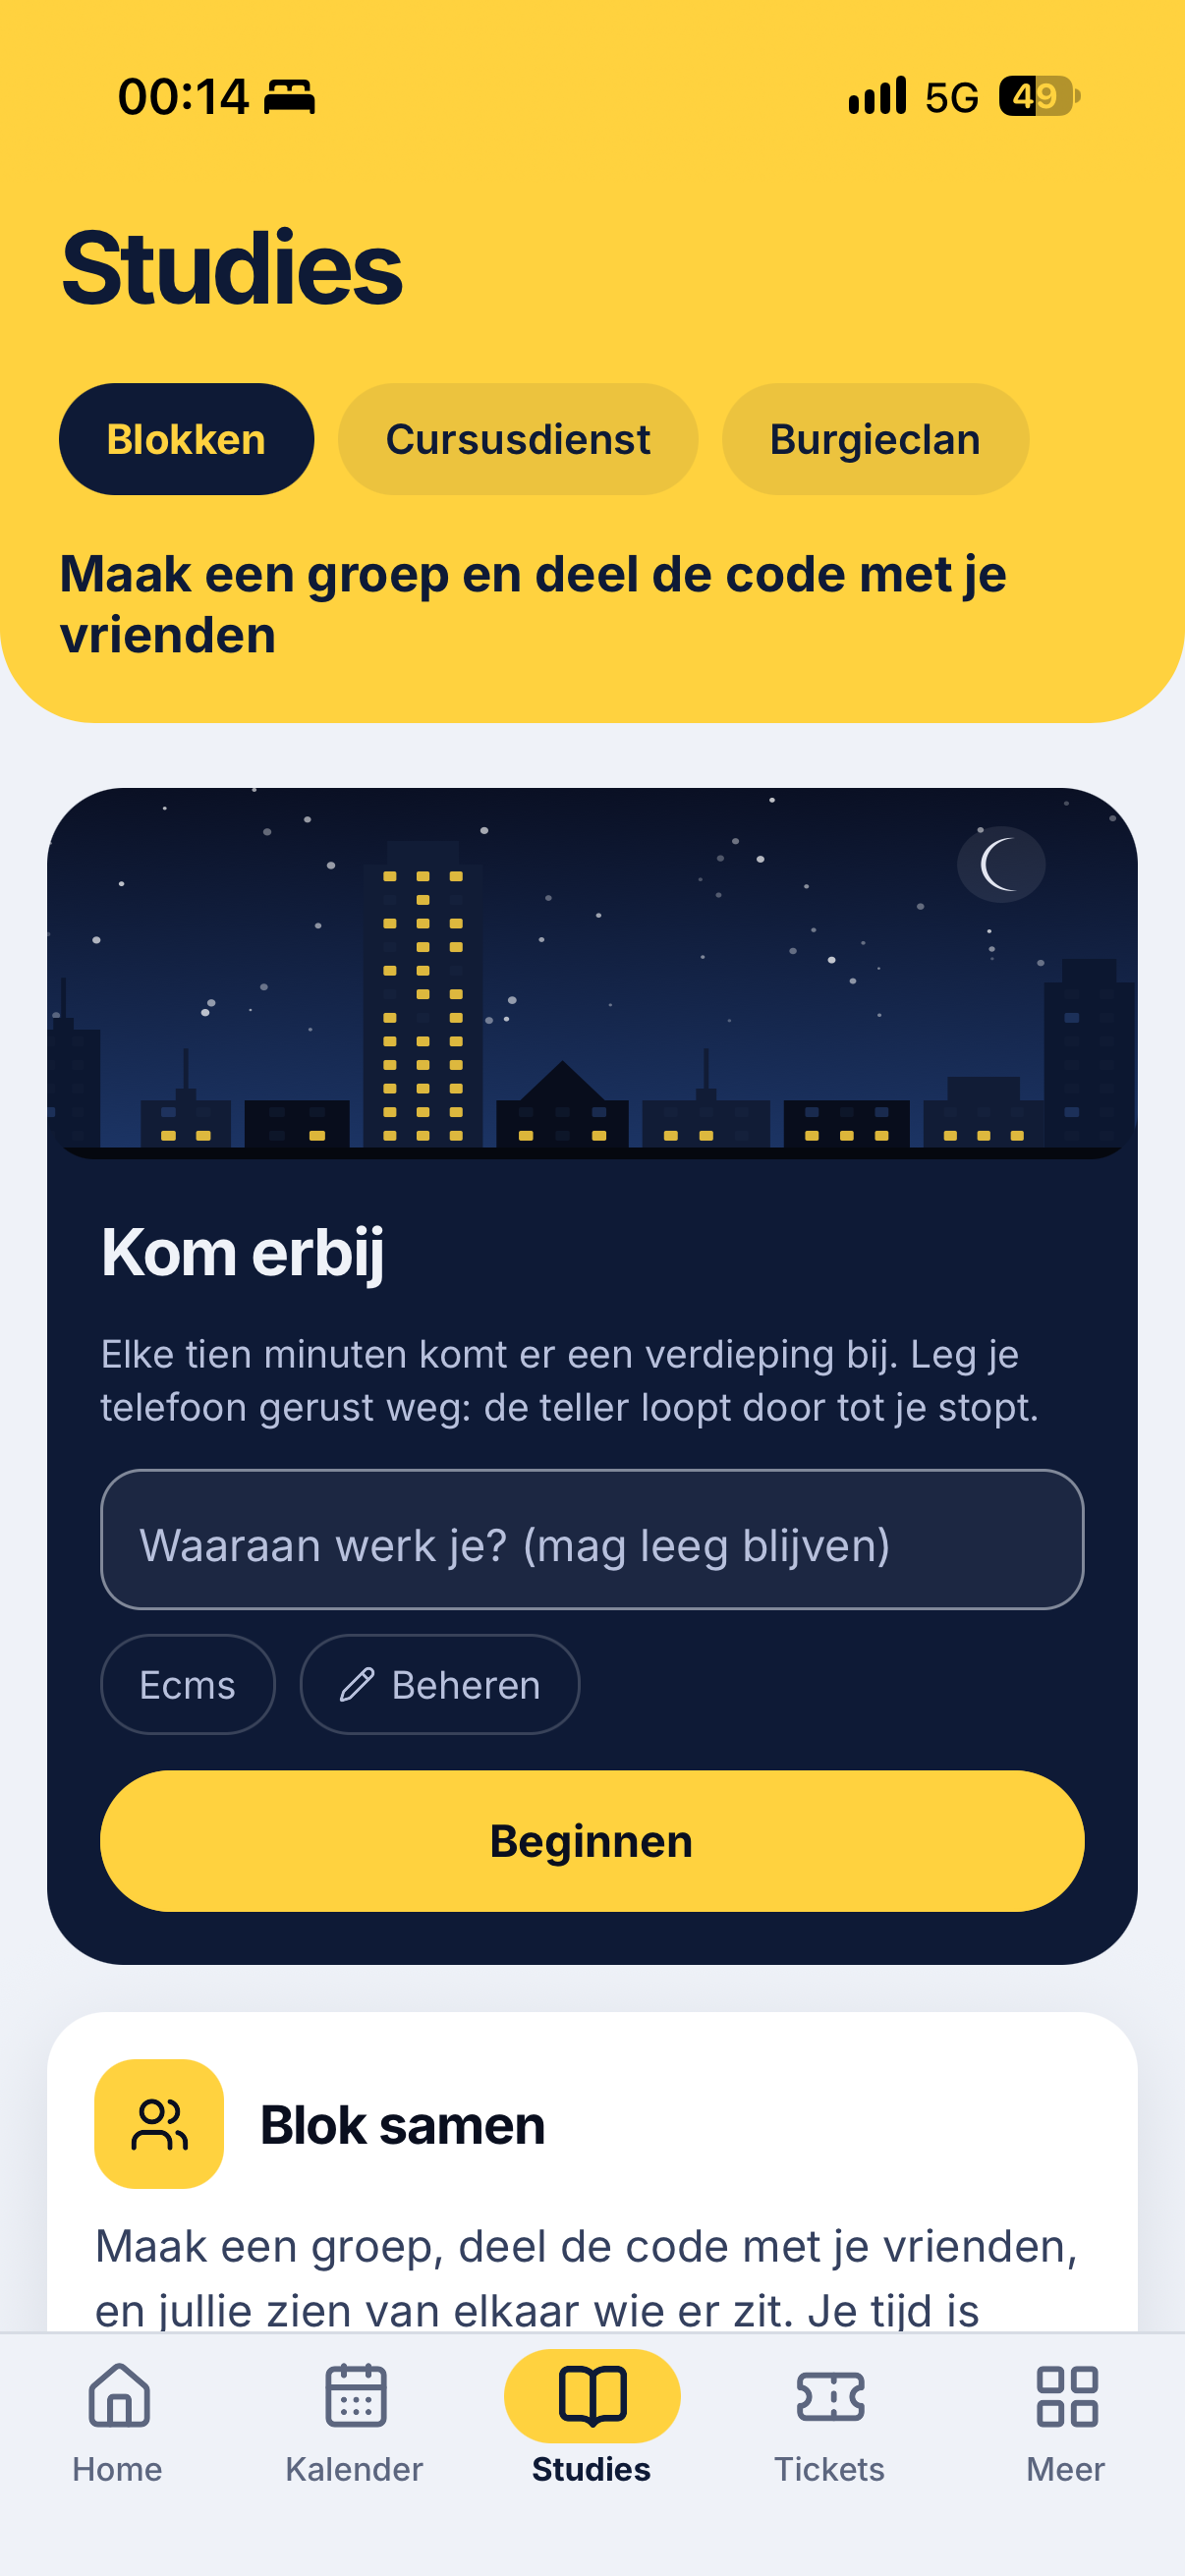 00:14
5G
49
Studies
Blokken
Cursusdienst
Burgieclan
Maak een groep en deel de code met je
vrienden
Kom erbij
Elke tien minuten komt er een verdieping bij. Leg je
telefoon gerust weg: de teller loopt door tot je stopt.
Waaraan werk je? (mag leeg blijven)
Ecms
Beheren
Beginnen
Blok samen
Maak een groep, deel de code met je vrienden,
en jullie zien van elkaar wie er zit. Je tijd is
Home
Kalender
Studies
Tickets
Meer